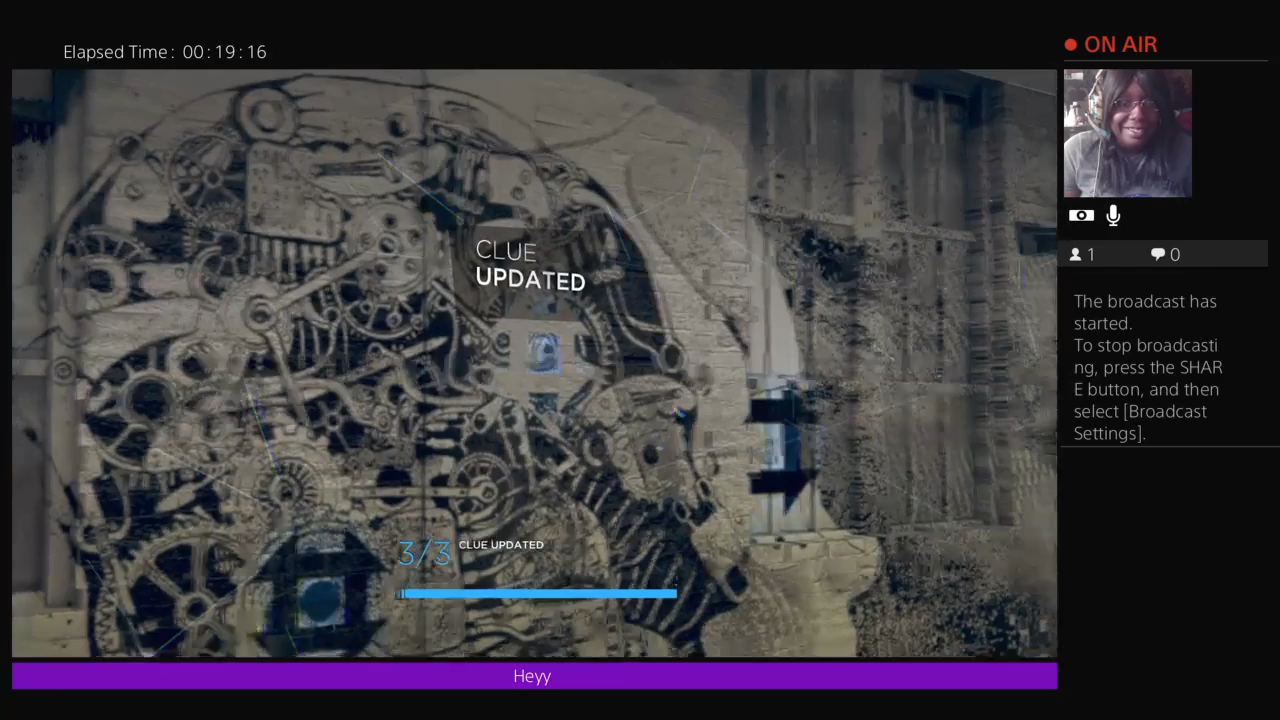 Elapsed Time: 00:19:16
ON AIR
CLUE
UPDATED
1
0
The broadcast has
started.
To stop broadcasti
ng, press the SHAR
E button, and then
select [Broadcast
Settings].
3/3 CLUE UPDATED
Heyy